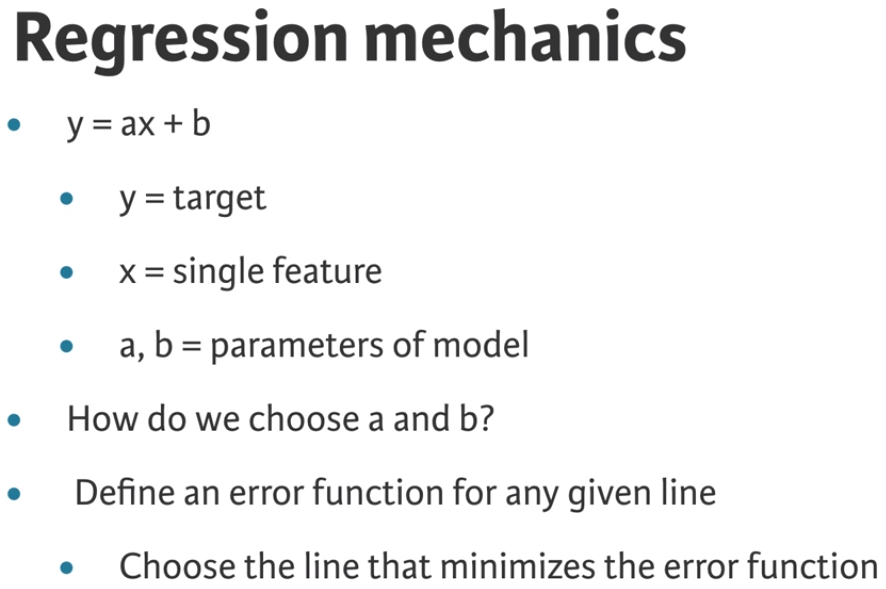 Regression mechanics
• y = ax + b
• y = target
• x = single feature
• a, b = parameters of model
• How do we choose a and b?
• Define an error function for any given line
• Choose the line that minimizes the error function